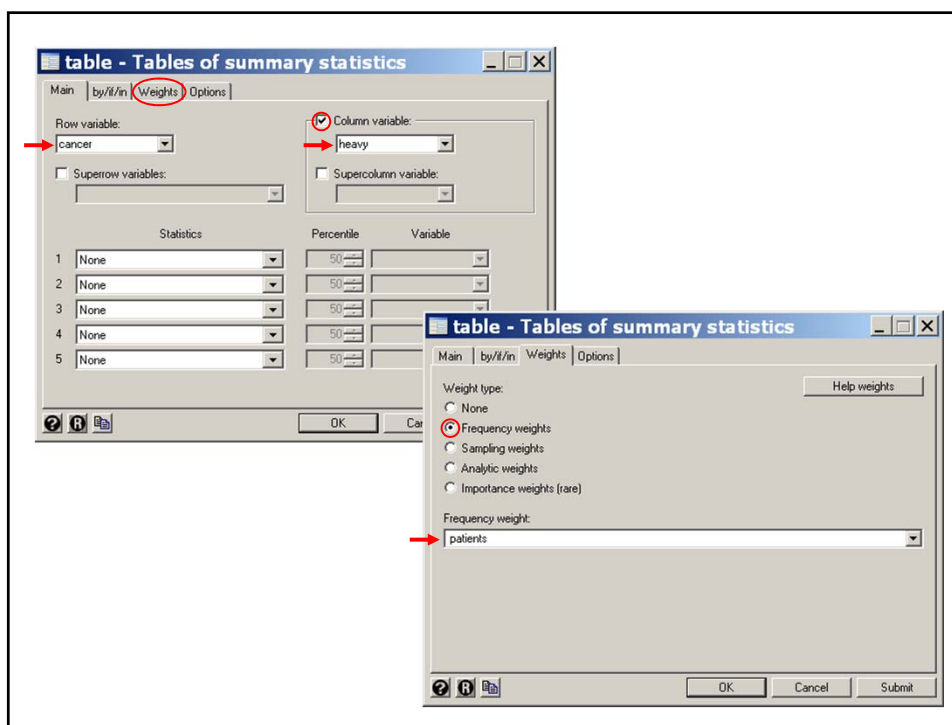 table - Tables of summary statistics
Main by/if/in Weights Options
Row variable:
cancer
Column variable:
heavy
Superrow variables:
Supercolumn variable:
Statistics Percentile Variable
1 None 50
2 None 50
3 None 50
4 None 50
5 None 50
OK
table - Tables of summary statistics
Main by/if/in Weights Options
Weight type:
Help weights
None
Frequency weights
Sampling weights
Analytic weights
Importance weights (rare)
Frequency weight:
patients
OK Cancel Submit